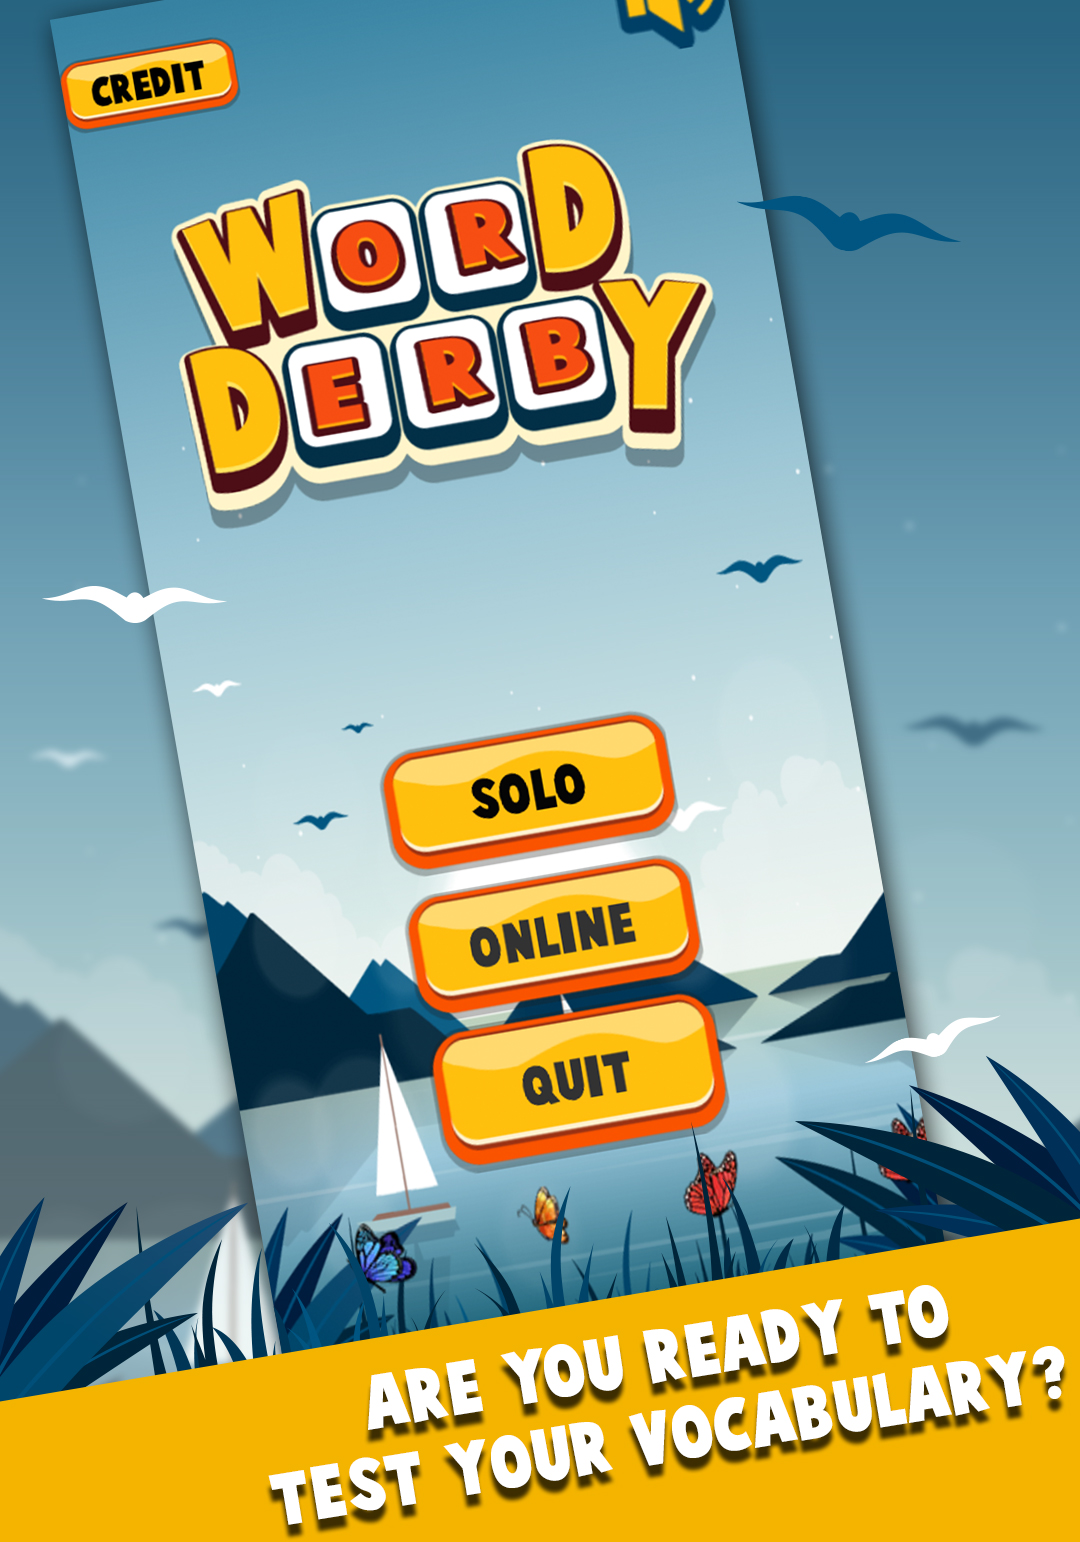 CREDIT
WORD
DERBY
SOLO
ONLINE
QUIT
ARE YOU READY TO
TEST YOUR VOCABULARY?